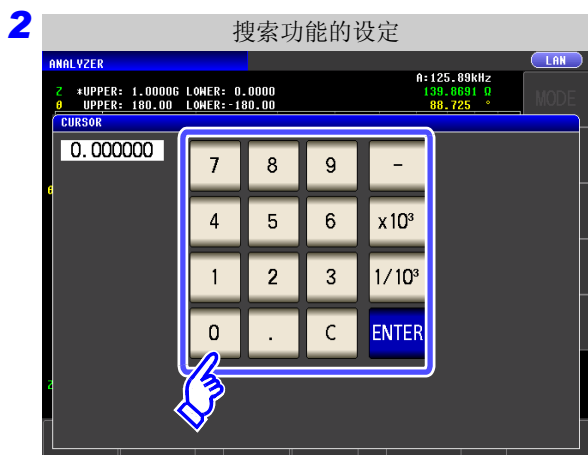 2
搜索功能的设定
ANALYZER
LAN
A:125.89kHz
Z *UPPER: 1.0000G LOWER: 0.0000 139.8691 Ω
θ UPPER: 180.00 LOWER:-180.00 88.725 °
MODE
CURSOR
0.000000
7 8 9 -
4 5 6 x10³
1 2 3 1/10³
0 . C ENTER
θ
Z